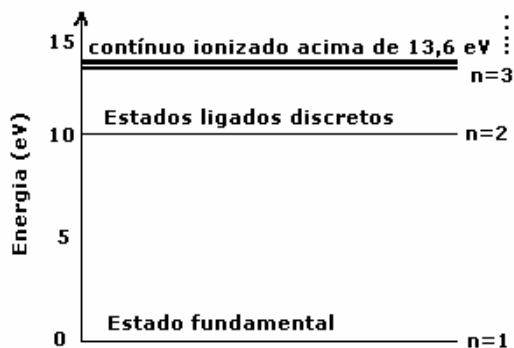 15
contínuo ionizado acima de 13,6 eV
n=3
Estados ligados discretos
10
n=2
Energia (eV)
5
Estado fundamental
0
n=1